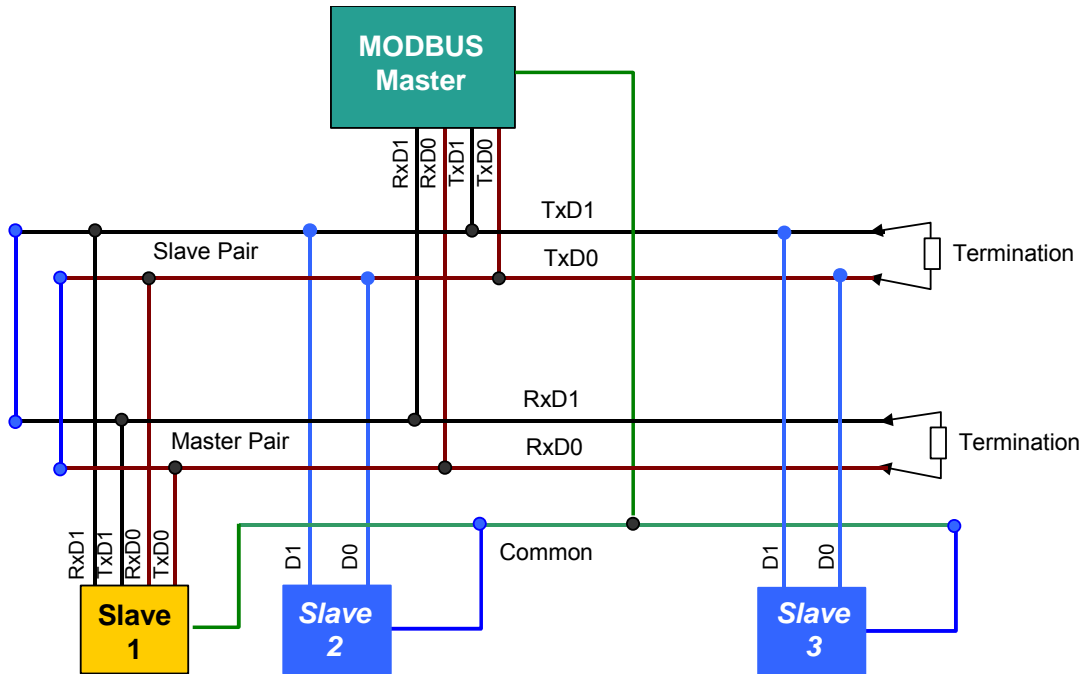 MODBUS
Master
RxD1
RxD0
TxD1
TxD0
TxD1
Slave Pair
TxD0
Termination
RxD1
Master Pair
RxD0
Termination
RxD1
TxD1
RxD0
TxD0
D1
D0
Common
D1
D0
Slave
1
Slave
2
Slave
3